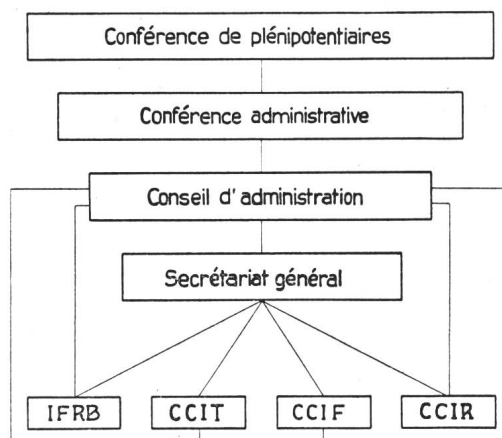 Conférence de plénipotentiaires
Conférence administrative
Conseil d'administration
Secrétariat général
IFRB CCIT CCIF CCIR